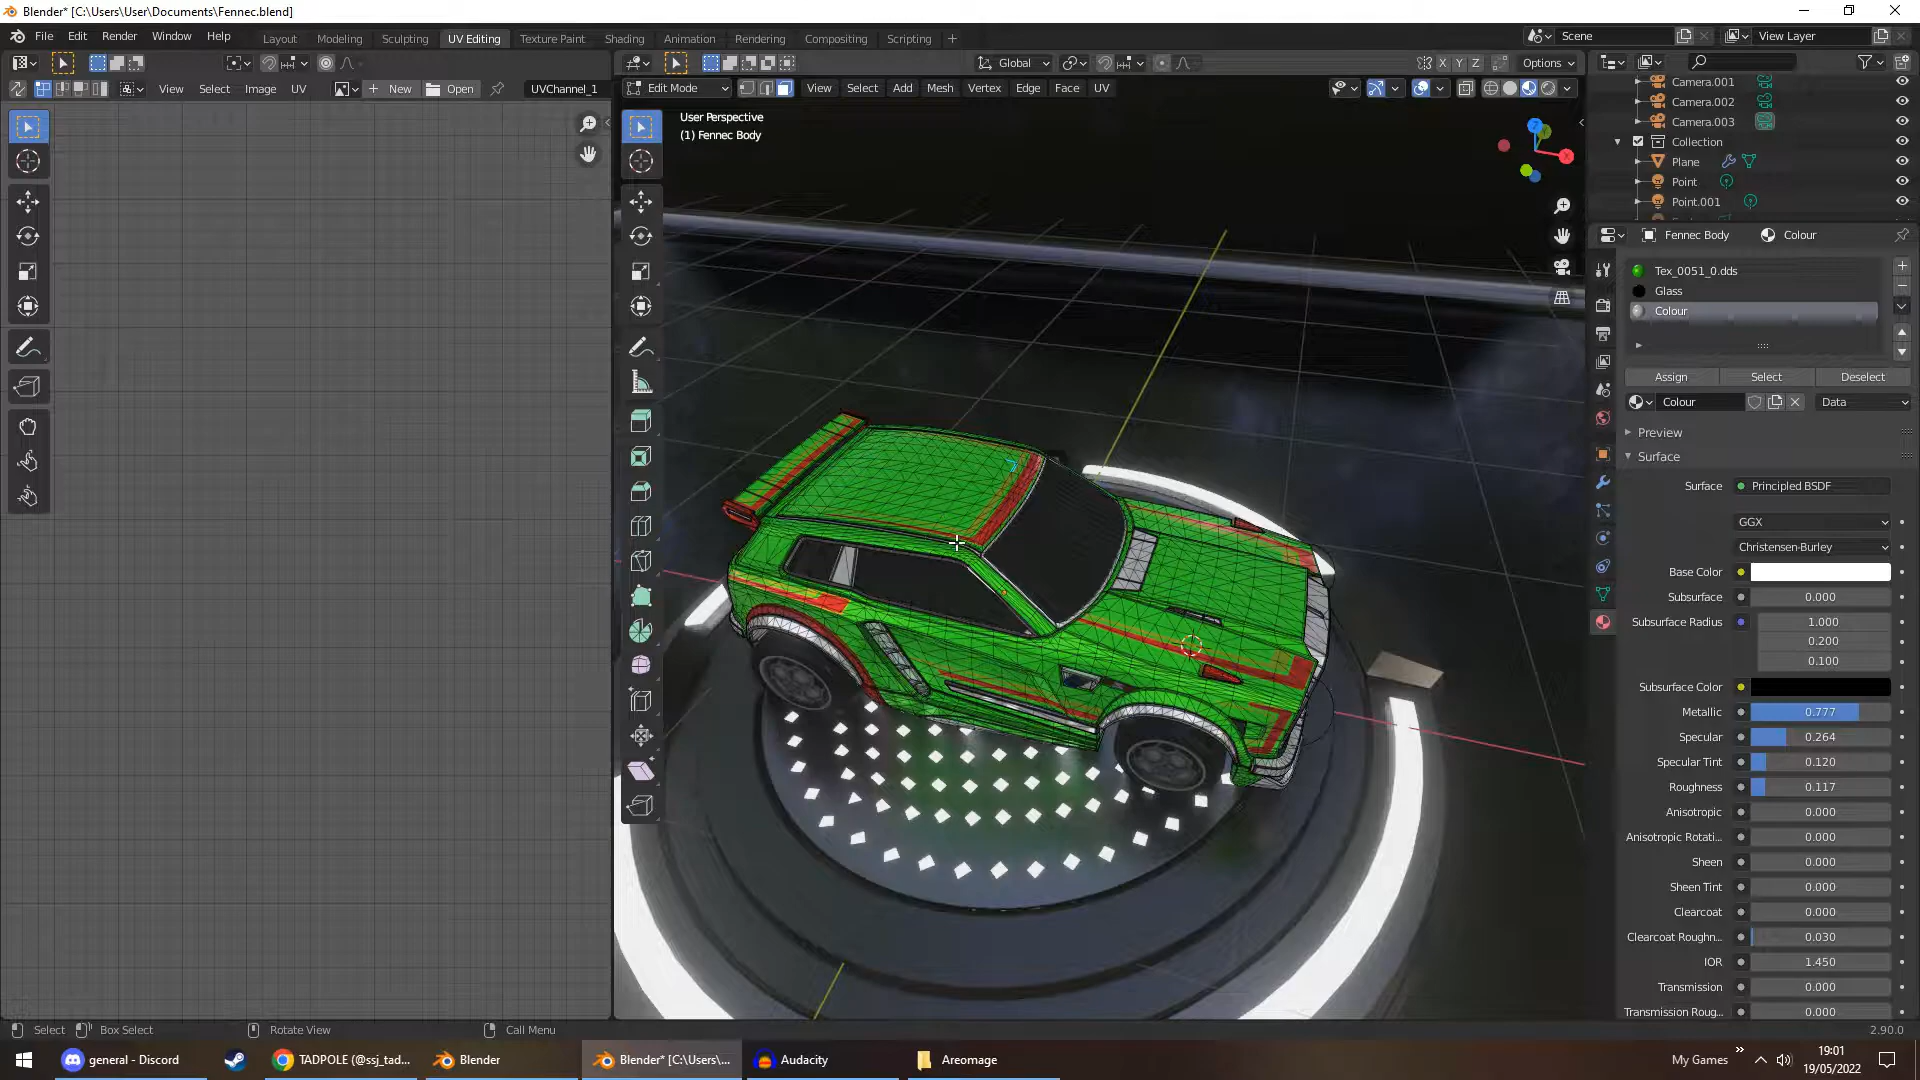 Blender* [C:\Users\User\Documents\Fennec.blend]
File Edit Render Window Help
Layout Modeling Sculpting UV Editing Texture Paint Shading Animation Rendering Compositing Scripting
Scene
View Layer
Global
X Y Z Options
View Select Image UV
New Open
UVChannel_1
Edit Mode
View Select Add Mesh Vertex Edge Face UV
User Perspective
(1) Fennec Body
Z
X
Camera.001
Camera.002
Camera.003
Collection
Plane
Point
Point.001
Fennec Body
Colour
Tex_0051_0.dds
Glass
Colour
Assign Select Deselect
Colour
Data
Preview
Surface
Surface Principled BSDF
GGX
Christensen-Burley
Base Color
Subsurface 0.000
Subsurface Radius 1.000
0.200
0.100
Subsurface Color
Metallic 0.777
Specular 0.264
Specular Tint 0.120
Roughness 0.117
Anisotropic 0.000
Anisotropic Rotati... 0.000
Sheen 0.000
Sheen Tint 0.000
Clearcoat 0.000
Clearcoat Roughn... 0.030
IOR 1.450
Transmission 0.000
Transmission Roug... 0.000
Select Box Select Rotate View Call Menu
2.90.0
general - Discord
TADPOLE (@ssj_tad...
Blender
Blender* [C:\Users\...
Audacity
Areomage
My Games
19:01
19/05/2022